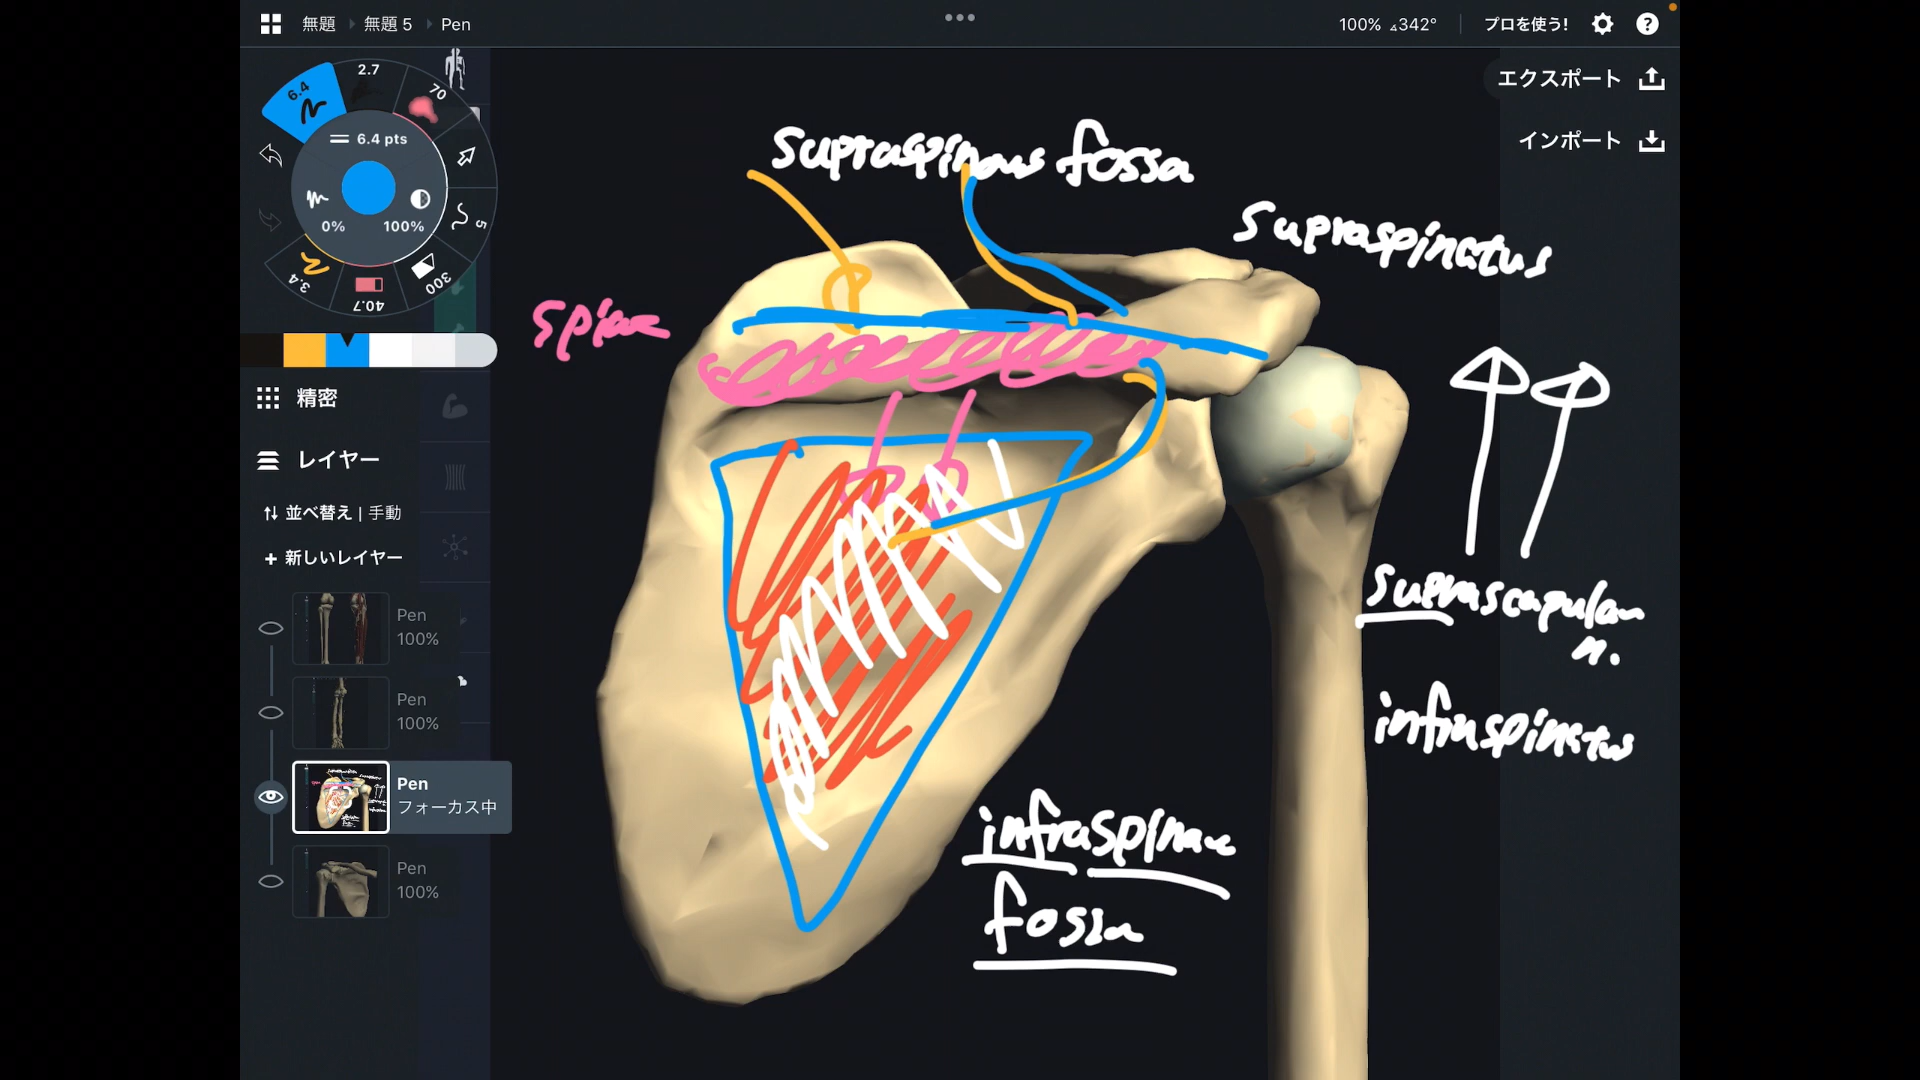 無題 無題 5 Pen
100% 342°
プロを使う!
エクスポート
インポート
6.4
2.7
70
6.4 pts
0% 100%
5
3.4
40.7
300
精密
レイヤー
並べ替え | 手動
+ 新しいレイヤー
Pen
100%
Pen
100%
Pen
フォーカス中
Pen
100%
supraspinous fossa
supraspinatus
spine
suprascapular
n.
infraspinatus
fossa